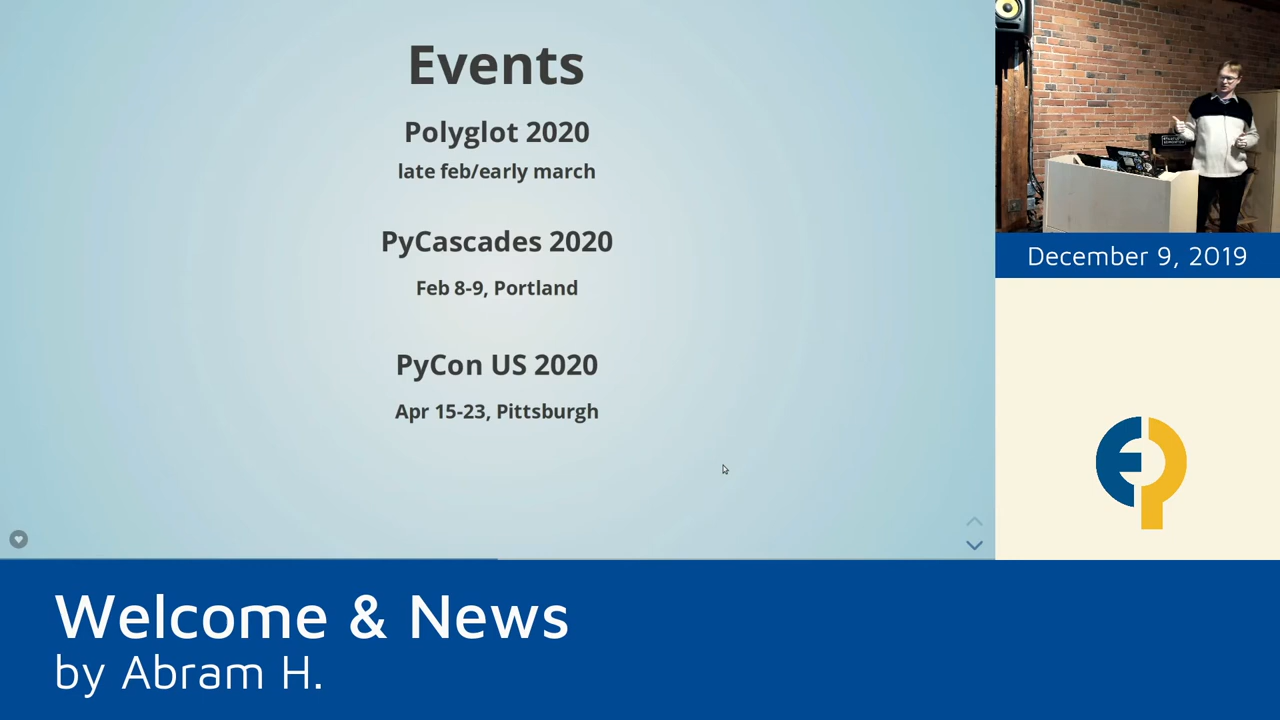 Events
Polyglot 2020
late feb/early march
PyCascades 2020
Feb 8-9, Portland
PyCon US 2020
Apr 15-23, Pittsburgh
December 9, 2019
Welcome & News
by Abram H.